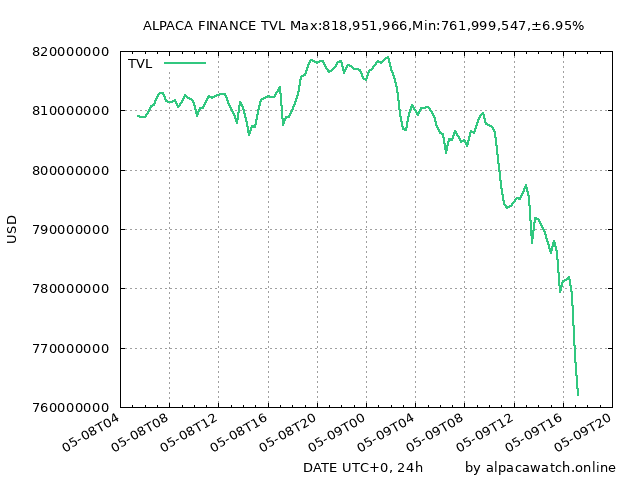 ALPACA FINANCE TVL Max:818,951,966,Min:761,999,547,±6.95%
820000000
TVL
810000000
800000000
790000000
USD
780000000
770000000
760000000
05-08T04
05-08T08
05-08T12
05-08T16
05-08T20
05-09T00
05-09T04
05-09T08
05-09T12
05-09T16
05-09T20
DATE UTC+0, 24h
by alpacawatch.online